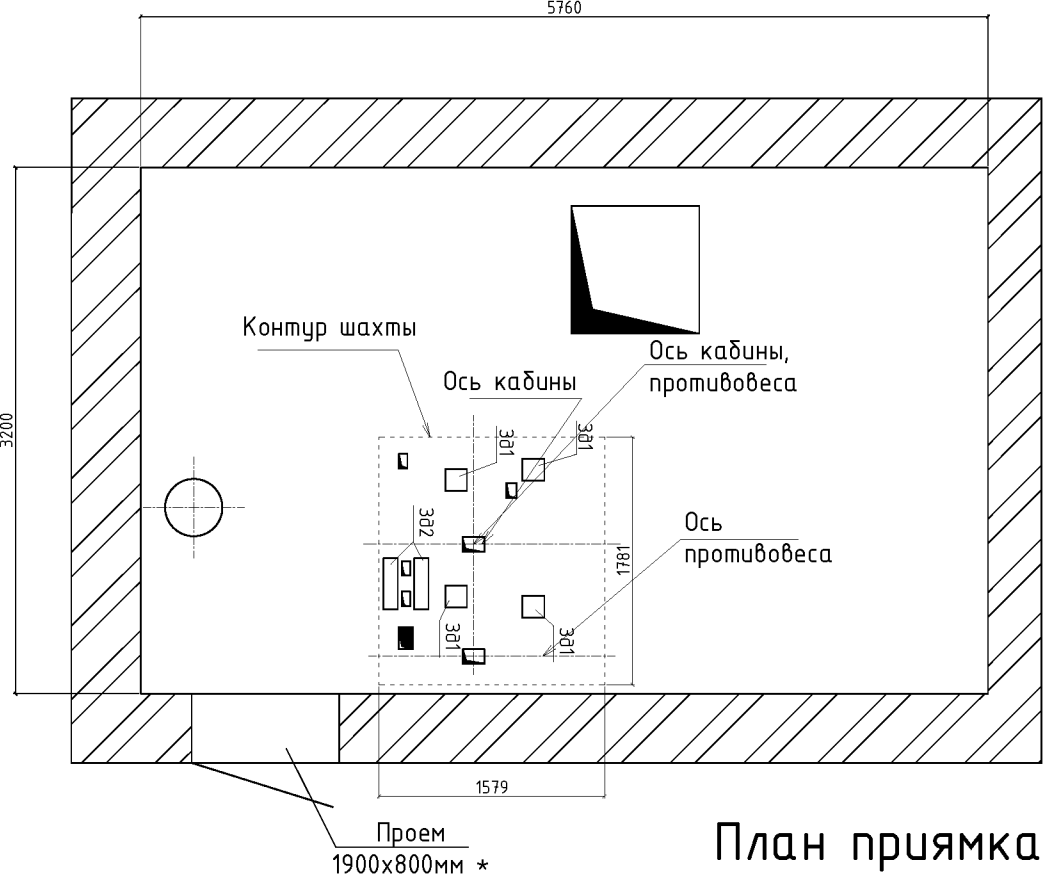 5760
3200
Контур шахты
Ось кабины,
противовеса
Ось кабины
Зд1
Зд1
Зд2
Ось
противовеса
1781
Зд1
Зд1
1579
Проем
1900х800мм *
План приямка